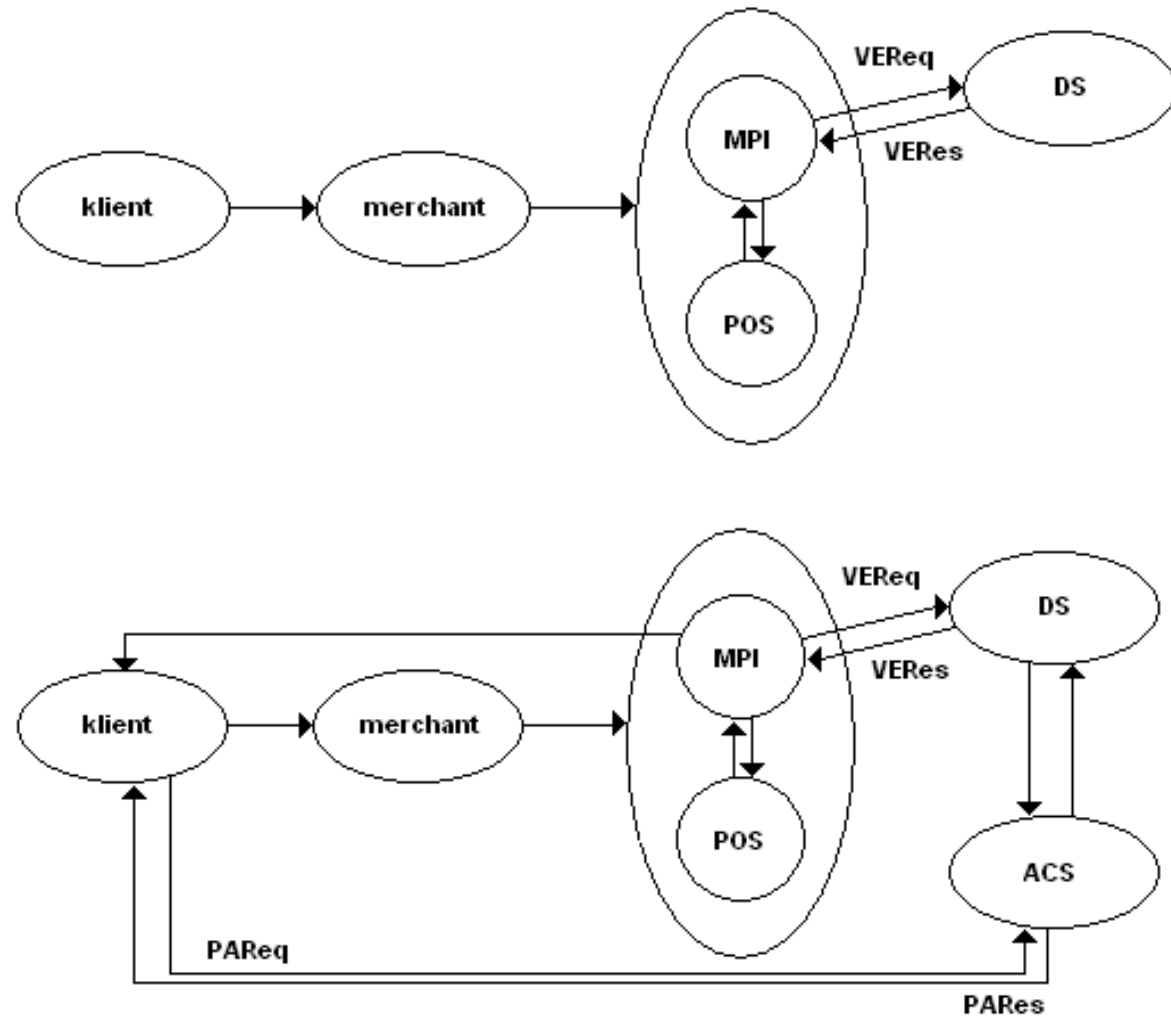 VEReq
DS
MPI
VERes
klient
merchant
POS
VEReq
DS
MPI
VERes
klient
merchant
POS
ACS
PAReq
PARes